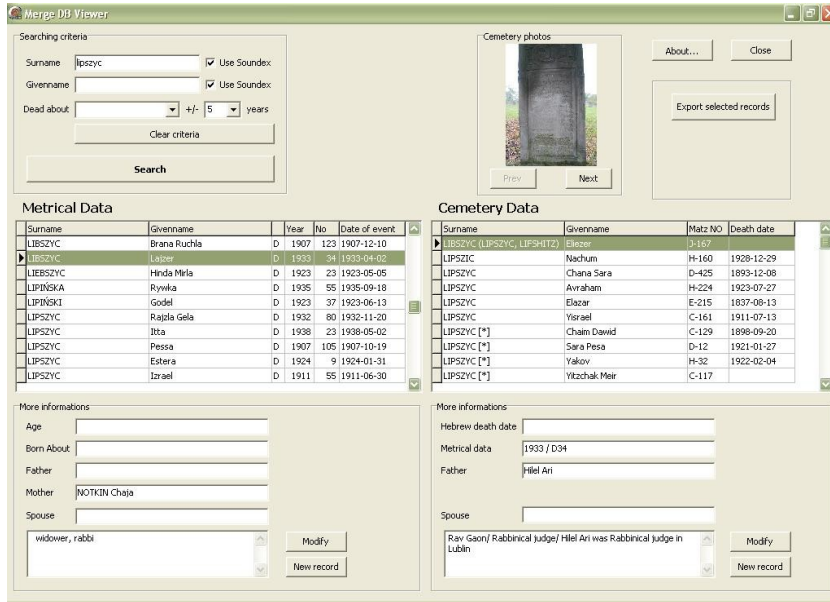 Merge DB Viewer
Searching criteria
Surname lipszyc Use Soundex
Givenname Use Soundex
Dead about +/- 5 years
Clear criteria
Search
Cemetery photos
Prev Next
About... Close
Export selected records
Metrical Data
Surname Givenname Year No Date of event
LIBSZYC Brana Ruchla D 1907 123 1907-12-10
LIBSZYC Lajzer D 1933 34 1933-04-02
LIEBSZYC Hinda Mirla D 1923 23 1923-05-05
LIPIŃSKA Rywka D 1935 55 1935-09-18
LIPIŃSKI Godel D 1923 37 1923-06-13
LIPSZYC Rajzla Gela D 1932 80 1932-11-20
LIPSZYC Itta D 1938 23 1938-05-02
LIPSZYC Pessa D 1907 105 1907-10-19
LIPSZYC Estera D 1924 9 1924-01-31
LIPSZYC Izrael D 1911 55 1911-06-30
Cemetery Data
Surname Givenname Matz NO Death date
LIBSZYC (LIPSZYC, LIFSHITZ) Eliezer J-167
LIPSZIC Nachum H-160 1928-12-29
LIPSZYC Chana Sara D-425 1893-12-08
LIPSZYC Avraham H-224 1923-07-27
LIPSZYC Elazar E-215 1837-08-13
LIPSZYC Yisrael C-161 1911-07-13
LIPSZYC [*] Chaim Dawid C-129 1898-09-20
LIPSZYC [*] Sara Pesa D-12 1921-01-27
LIPSZYC [*] Yakov H-32 1922-02-04
LIPSZYC [*] Yitzchak Meir C-117
More informations
Age
Born About
Father
Mother NOTKIN Chaja
Spouse
widower, rabbi
Modify
New record
More informations
Hebrew death date
Metrical data 1933 / D34
Father Hilel Ari
Spouse
Rav Gaon/ Rabbinical judge/ Hilel Ari was Rabbinical judge in
Lublin
Modify
New record